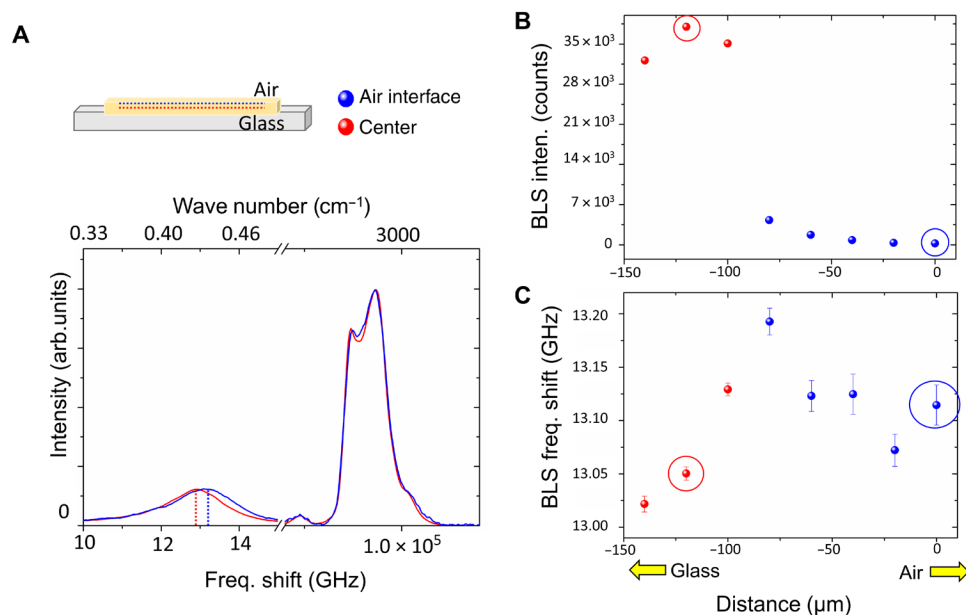 A
Air
Glass
Air interface
Center
Wave number (cm⁻¹)
0.33 0.40 0.46 3000
Intensity (arb.units)
0
10 12 14 1.0 × 10⁵
Freq. shift (GHz)
B
BLS inten. (counts)
35 × 10³
28 × 10³
21 × 10³
14 × 10³
7 × 10³
0
−150 −100 −50 0
C
BLS freq. shift (GHz)
13.20
13.15
13.10
13.05
13.00
−150 −100 −50 0
Glass Air
Distance (μm)